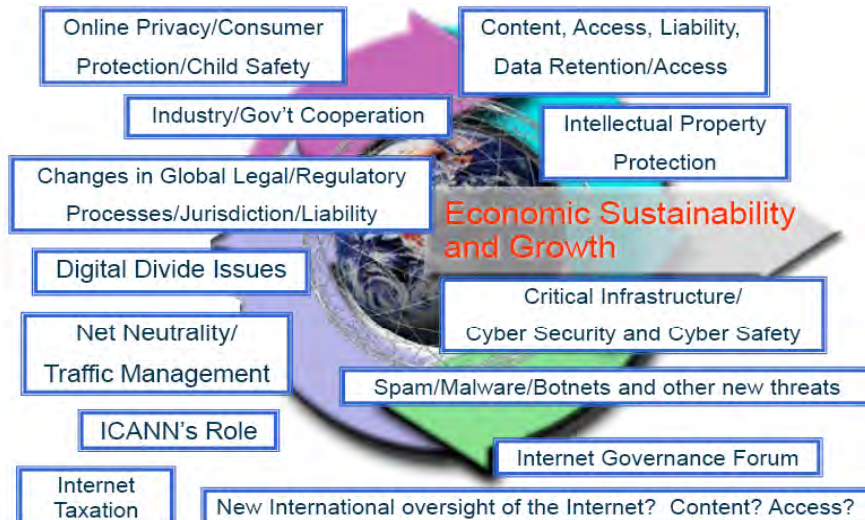 Online Privacy/Consumer
Protection/Child Safety
Content, Access, Liability,
Data Retention/Access
Industry/Gov't Cooperation
Intellectual Property
Protection
Changes in Global Legal/Regulatory
Processes/Jurisdiction/Liability
Economic Sustainability
and Growth
Digital Divide Issues
Critical Infrastructure/
Cyber Security and Cyber Safety
Net Neutrality/
Traffic Management
Spam/Malware/Botnets and other new threats
ICANN's Role
Internet Governance Forum
Internet
Taxation
New International oversight of the Internet? Content? Access?